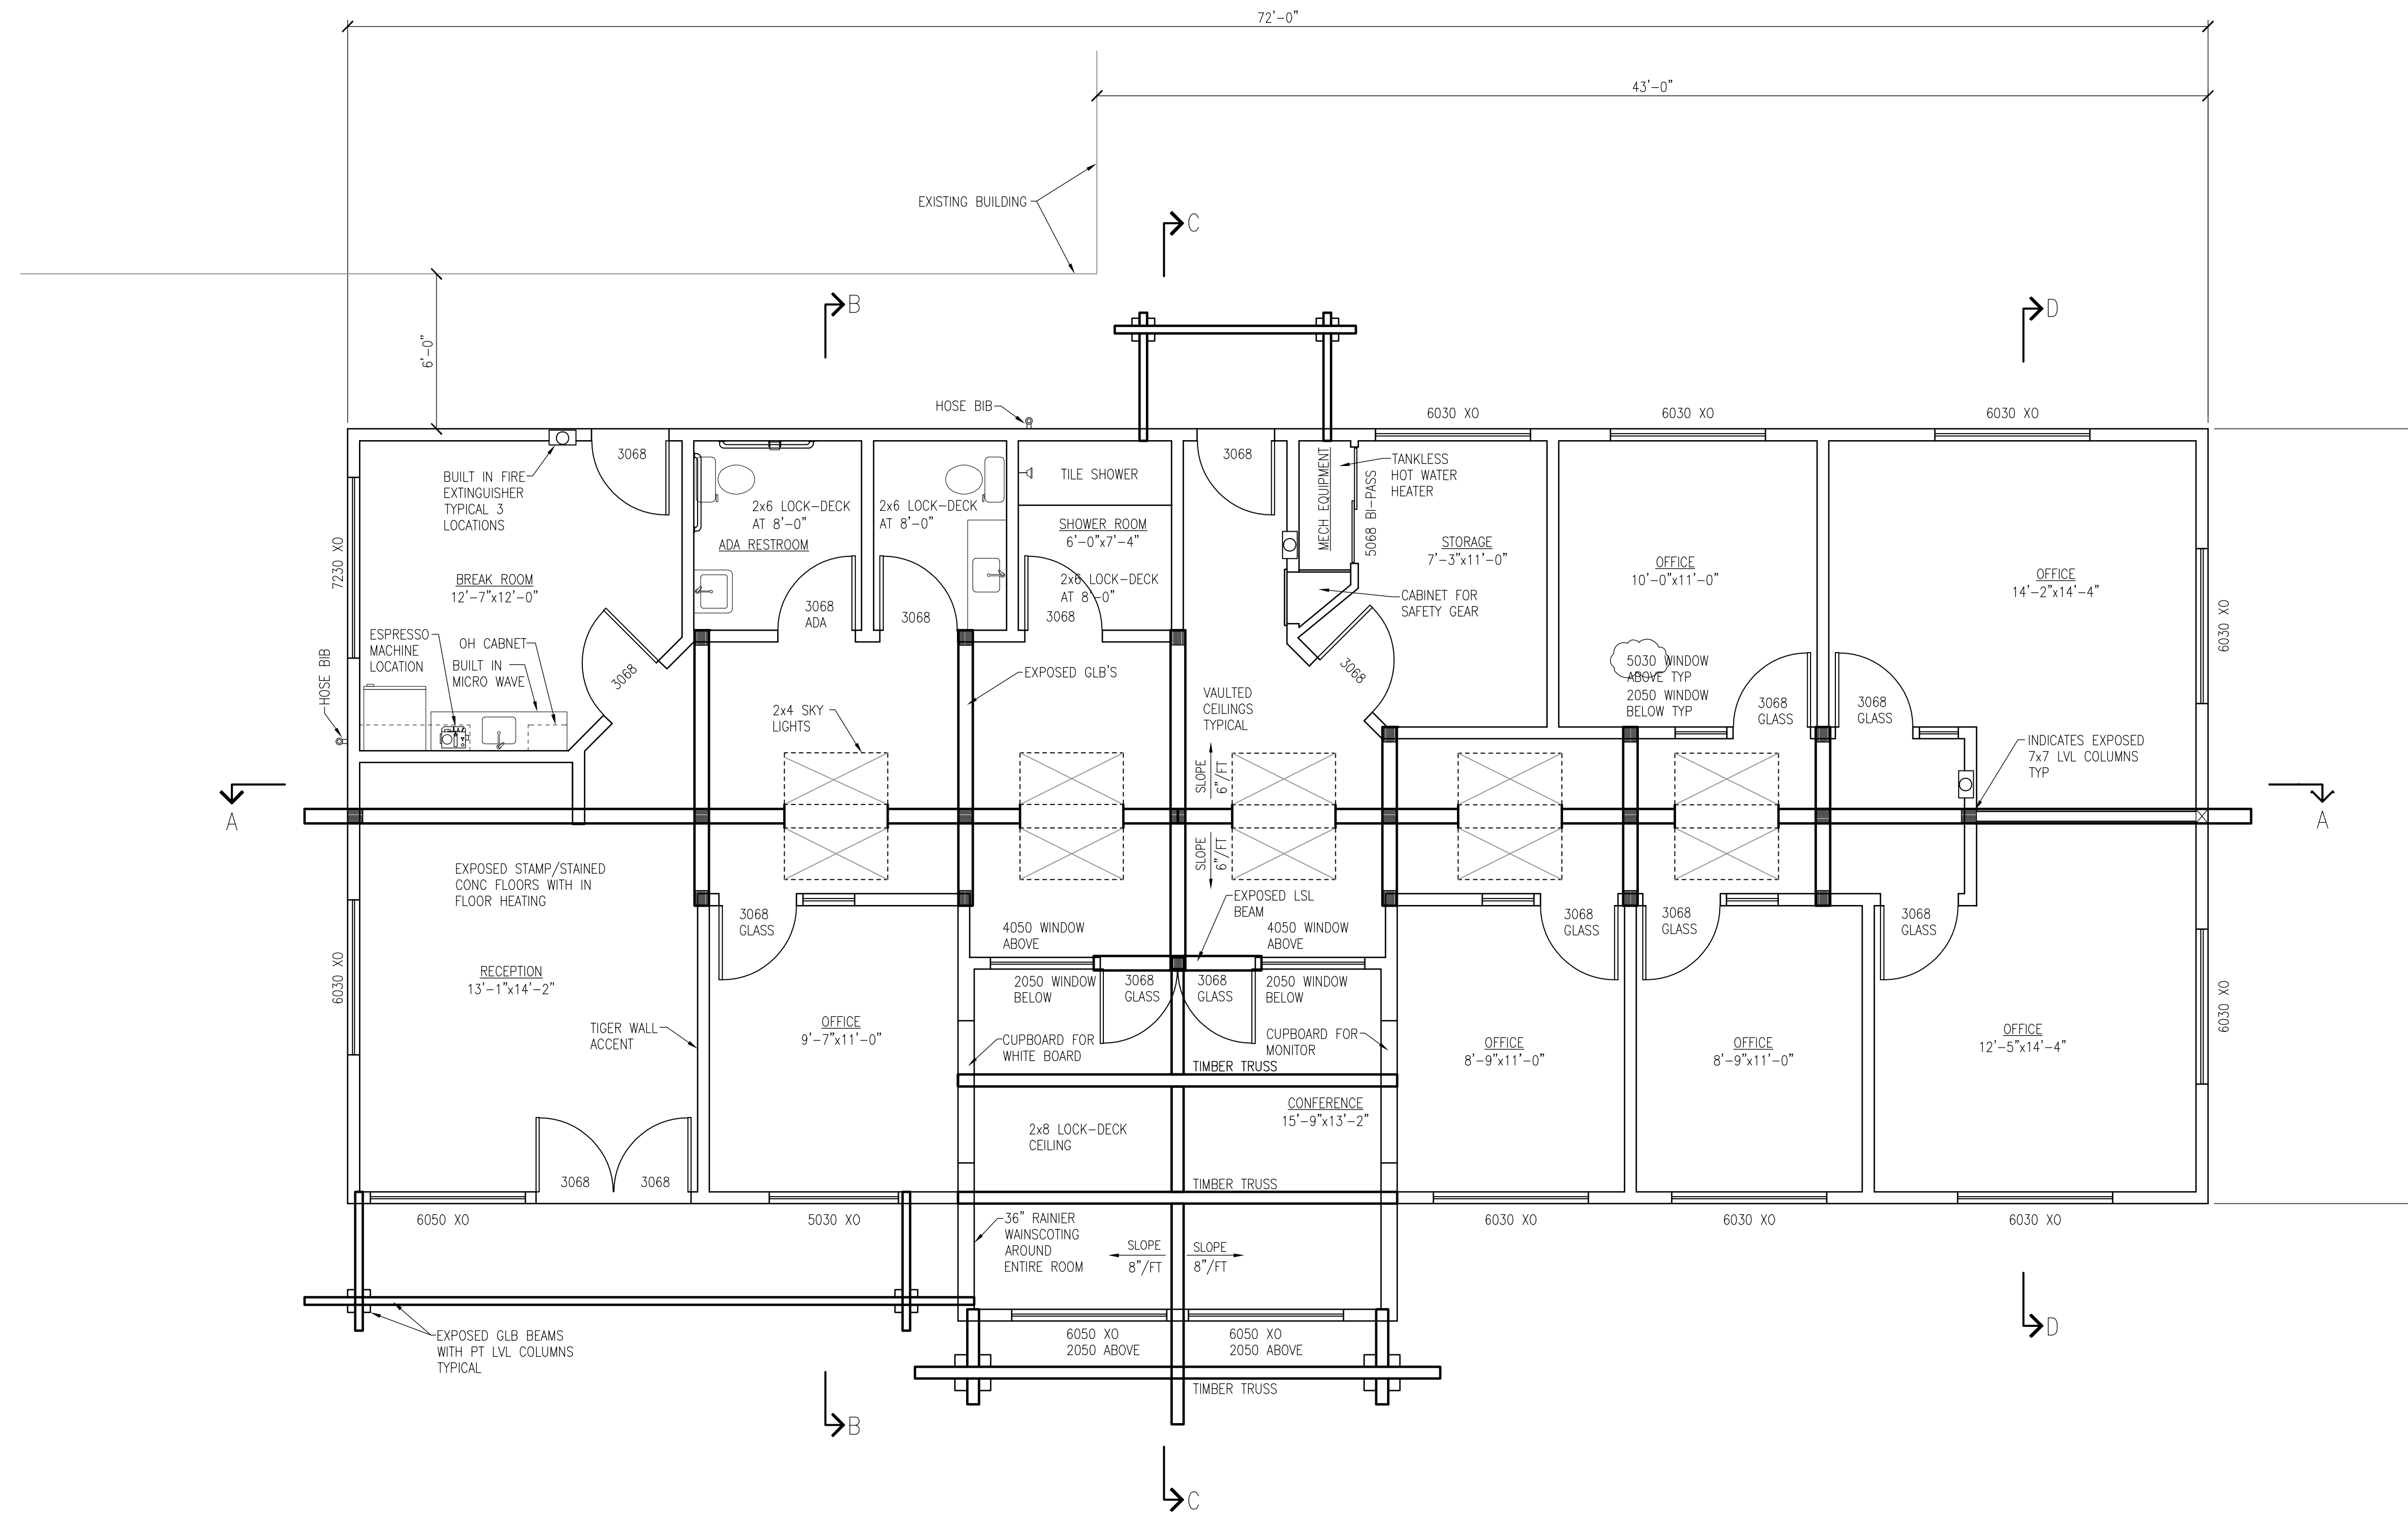 72'-0"
43'-0"
EXISTING BUILDING
C
B
D
6'-0"
HOSE BIB
6030 XO
6030 XO
6030 XO
3068
BUILT IN FIRE
EXTINGUISHER
TYPICAL 3
LOCATIONS
7230 XO
BREAK ROOM
12'-7"x12'-0"
ESPRESSO
MACHINE
LOCATION
OH CABNET
BUILT IN
MICRO WAVE
HOSE BIB
3068
2x6 LOCK-DECK
AT 8'-0"
ADA RESTROOM
3068
ADA
2x6 LOCK-DECK
AT 8'-0"
3068
TILE SHOWER
SHOWER ROOM
6'-0"x7'-4"
2x6 LOCK-DECK
AT 8'-0"
3068
3068
MECH EQUIPMENT
5068 BI-PASS
TANKLESS
HOT WATER
HEATER
STORAGE
7'-3"x11'-0"
CABINET FOR
SAFETY GEAR
3068
OFFICE
10'-0"x11'-0"
5030 WINDOW
ABOVE TYP
2050 WINDOW
BELOW TYP
3068
GLASS
OFFICE
14'-2"x14'-4"
3068
GLASS
6030 XO
INDICATES EXPOSED
7x7 LVL COLUMNS
TYP
2x4 SKY
LIGHTS
EXPOSED GLB'S
VAULTED
CEILINGS
TYPICAL
SLOPE
6"/FT
SLOPE
6"/FT
A
A
EXPOSED STAMP/STAINED
CONC FLOORS WITH IN
FLOOR HEATING
6030 XO
RECEPTION
13'-1"x14'-2"
TIGER WALL
ACCENT
3068
3068
3068
GLASS
OFFICE
9'-7"x11'-0"
EXPOSED LSL
BEAM
4050 WINDOW
ABOVE
4050 WINDOW
ABOVE
2050 WINDOW
BELOW
3068
GLASS
3068
GLASS
2050 WINDOW
BELOW
CUPBOARD FOR
WHITE BOARD
CUPBOARD FOR
MONITOR
TIMBER TRUSS
CONFERENCE
15'-9"x13'-2"
2x8 LOCK-DECK
CEILING
TIMBER TRUSS
3068
GLASS
OFFICE
8'-9"x11'-0"
3068
GLASS
OFFICE
8'-9"x11'-0"
3068
GLASS
OFFICE
12'-5"x14'-4"
6030 XO
6050 XO
5030 XO
36" RAINIER
WAINSCOTING
AROUND
ENTIRE ROOM
SLOPE
8"/FT
SLOPE
8"/FT
6030 XO
6030 XO
6030 XO
EXPOSED GLB BEAMS
WITH PT LVL COLUMNS
TYPICAL
6050 XO
2050 ABOVE
6050 XO
2050 ABOVE
TIMBER TRUSS
D
B
C